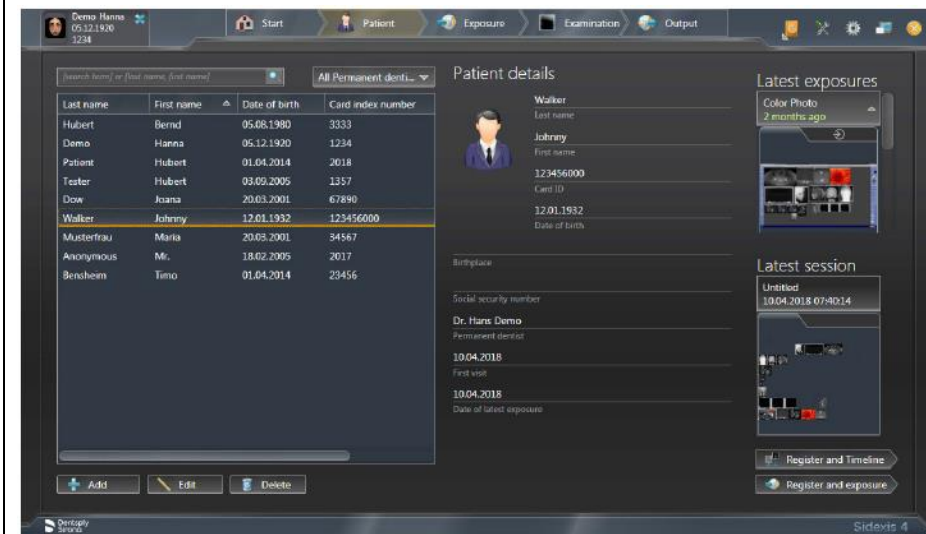 Demo Hanna
05.12.1920
1234
Start
Patient
Exposure
Examination
Output
[search item] or [last name, first name]
All Permanent denti...
Last name First name Date of birth Card index number
Hubert Bernd 05.08.1980 3333
Demo Hanna 05.12.1920 1234
Patient Hubert 01.04.2014 2018
Tester Hubert 03.09.2005 1357
Dow Joana 20.03.2001 67890
Walker Johnny 12.01.1932 123456000
Musterfrau Maria 20.03.2001 34567
Anonymous Mr. 18.02.2005 2017
Bensheim Timo 01.04.2014 23456
Add
Edit
Delete
Patient details
Walker
Last name
Johnny
First name
123456000
Card ID
12.01.1932
Date of birth
Birthplace
Social security number
Dr. Hans Demo
Permanent dentist
10.04.2018
First visit
10.04.2018
Date of latest exposure
Latest exposures
Color Photo
2 months ago
Latest session
Untitled
10.04.2018 07:40:14
Register and Timeline
Register and exposure
Dentsply
Sirona
Sidexis 4